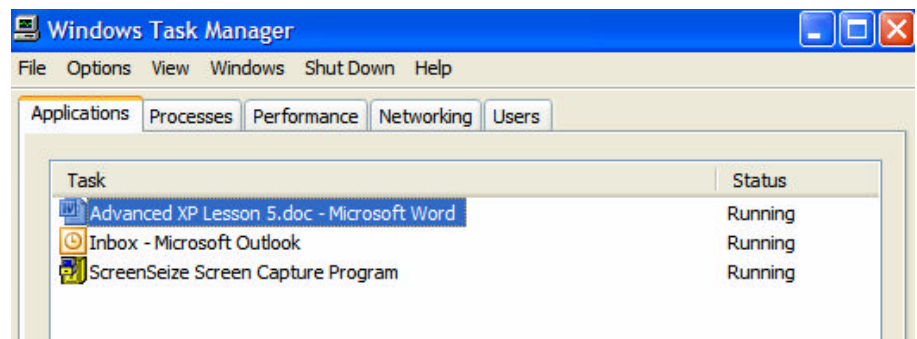 Windows Task Manager
File Options View Windows Shut Down Help
Applications Processes Performance Networking Users
Task Status
Advanced XP Lesson 5.doc - Microsoft Word Running
Inbox - Microsoft Outlook Running
ScreenSeize Screen Capture Program Running